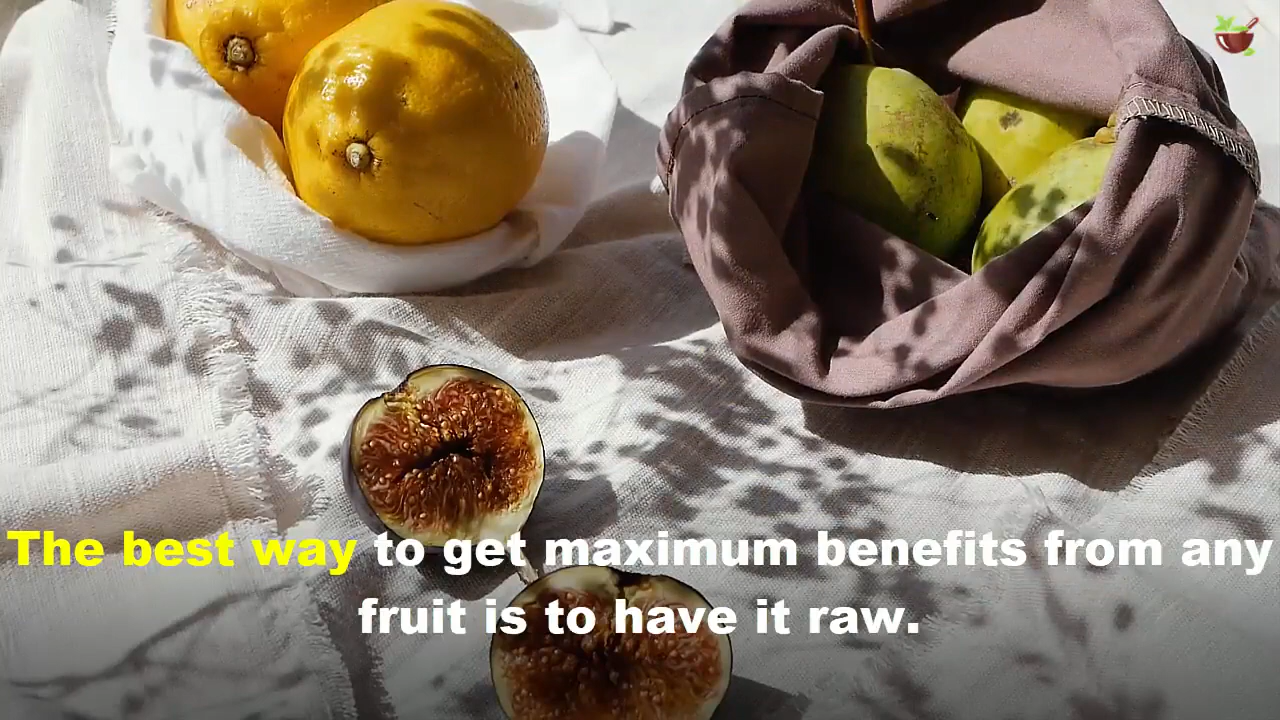 The best way to get maximum benefits from any
fruit is to have it raw.